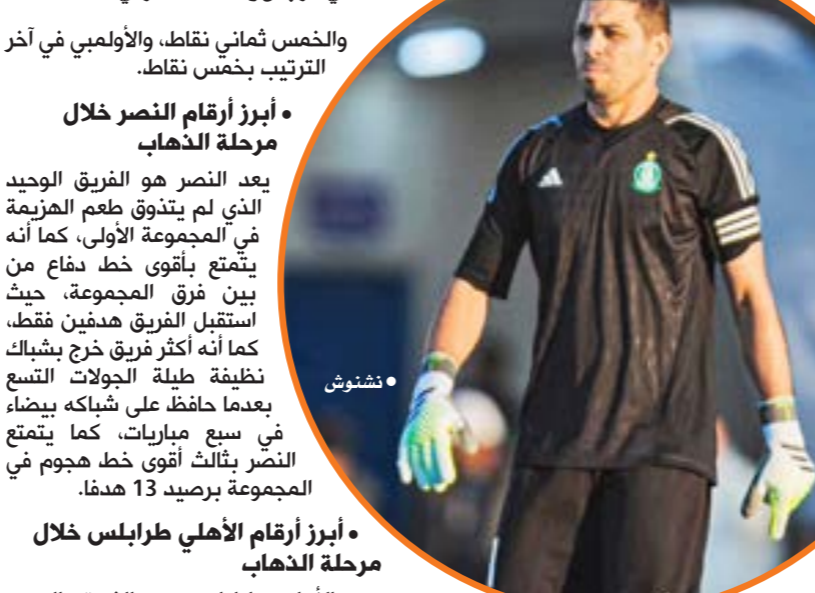 والخمس ثماني نقاط، والأولمبي في آخر
الترتيب بخمس نقاط.
• أبرز أرقام النصر خلال
مرحلة الذهاب
يعد النصر هو الفريق الوحيد
الذي لم يتذوق طعم الهزيمة
في المجموعة الأولى، كما أنه
يتمتع بأقوى خط دفاع من
بين فرق المجموعة، حيث
استقبل الفريق هدفين فقط،
كما أنه أكثر فريق خرج بشباك
نظيفة طيلة الجولات التسع
بعدما حافظ على شباكه بيضاء
في سبع مباريات، كما يتمتع
النصر بثالث أقوى خط هجوم في
المجموعة برصيد 13 هدفا.
• أبرز أرقام الأهلي طرابلس خلال
مرحلة الذهاب
• نشنوش